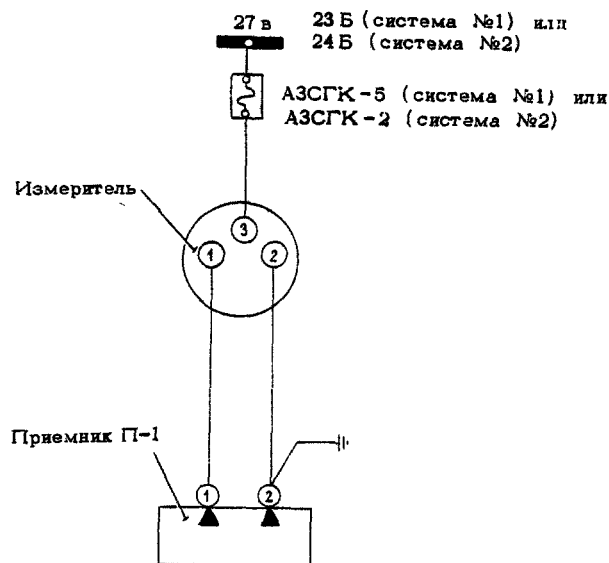 27 в 23 Б (система №1) или
24 Б (система №2)
АЗСГК-5 (система №1) или
АЗСГК-2 (система №2)
Измеритель
3
1 2
Приемник П-1
1 2